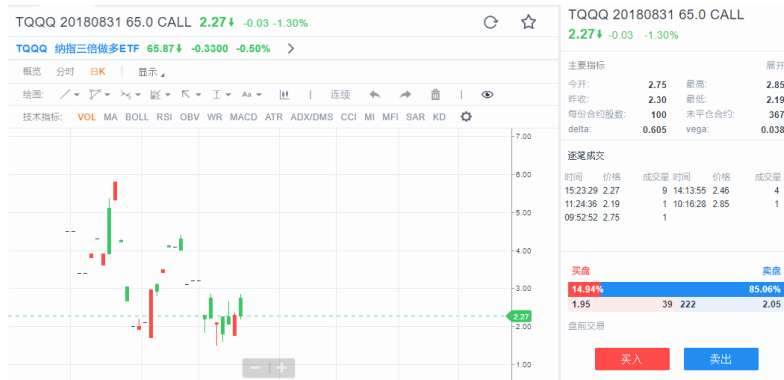 TQQQ 20180831 65.0 CALL 2.27 -0.03 -1.30%
TQQQ 纳指三倍做多ETF 65.87 -0.3300 -0.50%
概览 分时 日K 显示
绘图: Aa 连续
技术指标: VOL MA BOLL RSI OBV WR MACD ATR ADX/DMS CCI MI MFI SAR KD
7.00
6.00
5.00
4.00
3.00
2.27
2.00
1.00
TQQQ 20180831 65.0 CALL
2.27 -0.03 -1.30%
主要指标 展开
今开: 2.75 最高: 2.85
昨收: 2.30 最低: 2.19
每份合约股数: 100 未平仓合约: 367
delta: 0.605 vega: 0.038
逐笔成交
时间 价格 成交量 时间 价格 成交量
15:23:29 2.27 9 14:13:55 2.46 4
11:24:36 2.19 1 10:16:28 2.85 1
09:52:52 2.75 1
买盘 卖盘
14.94% 85.06%
1.95 39 222 2.05
盘前交易
买入 卖出